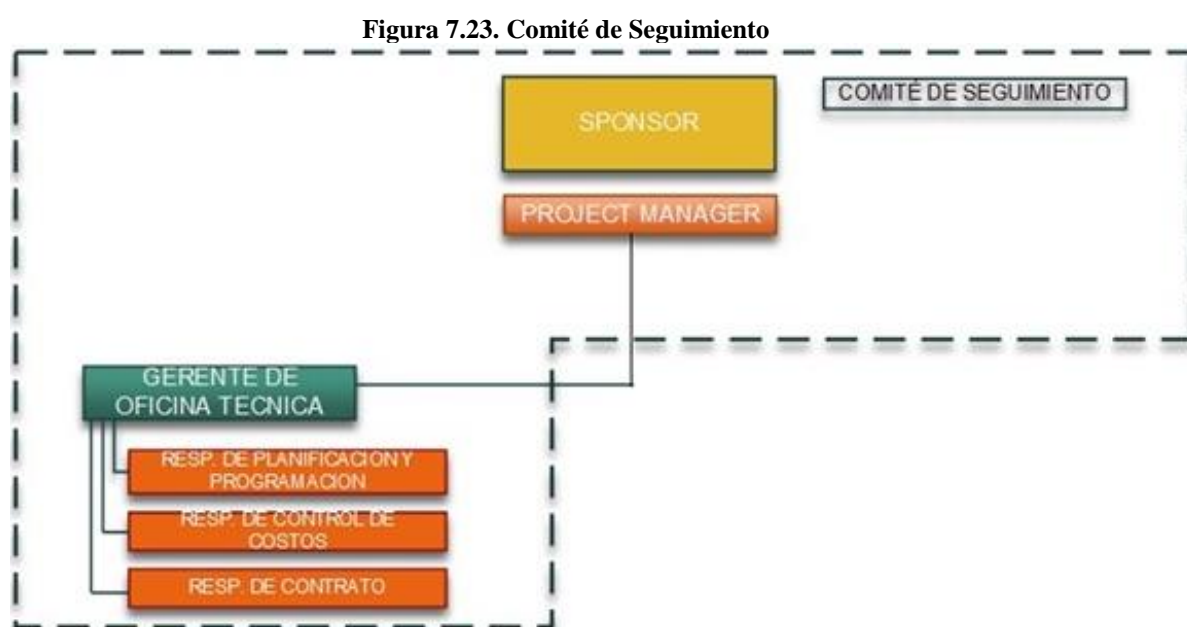 Figura 7.23. Comité de Seguimiento
SPONSOR
COMITÉ DE SEGUIMIENTO
PROJECT MANAGER
GERENTE DE
OFICINA TECNICA
RESP. DE PLANIFICACION Y
PROGRAMACION
RESP. DE CONTROL DE
COSTOS
RESP. DE CONTRATO